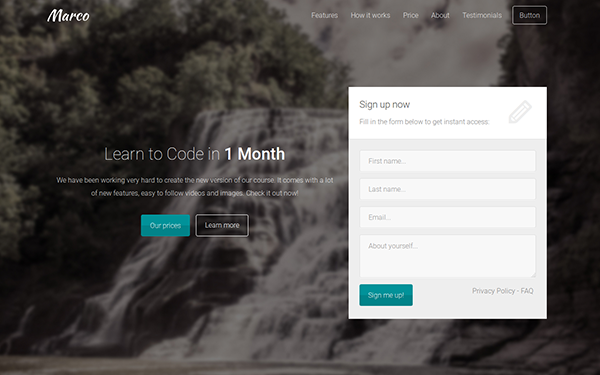 Marco
Features How it works Price About Testimonials Button
Learn to Code in 1 Month
We have been working very hard to create the new version of our course. It comes with a lot
of new features, easy to follow videos and images. Check it out now!
Our prices Learn more
Sign up now
Fill in the form below to get instant access:
First name...
Last name...
Email...
About yourself...
Sign me up!
Privacy Policy - FAQ